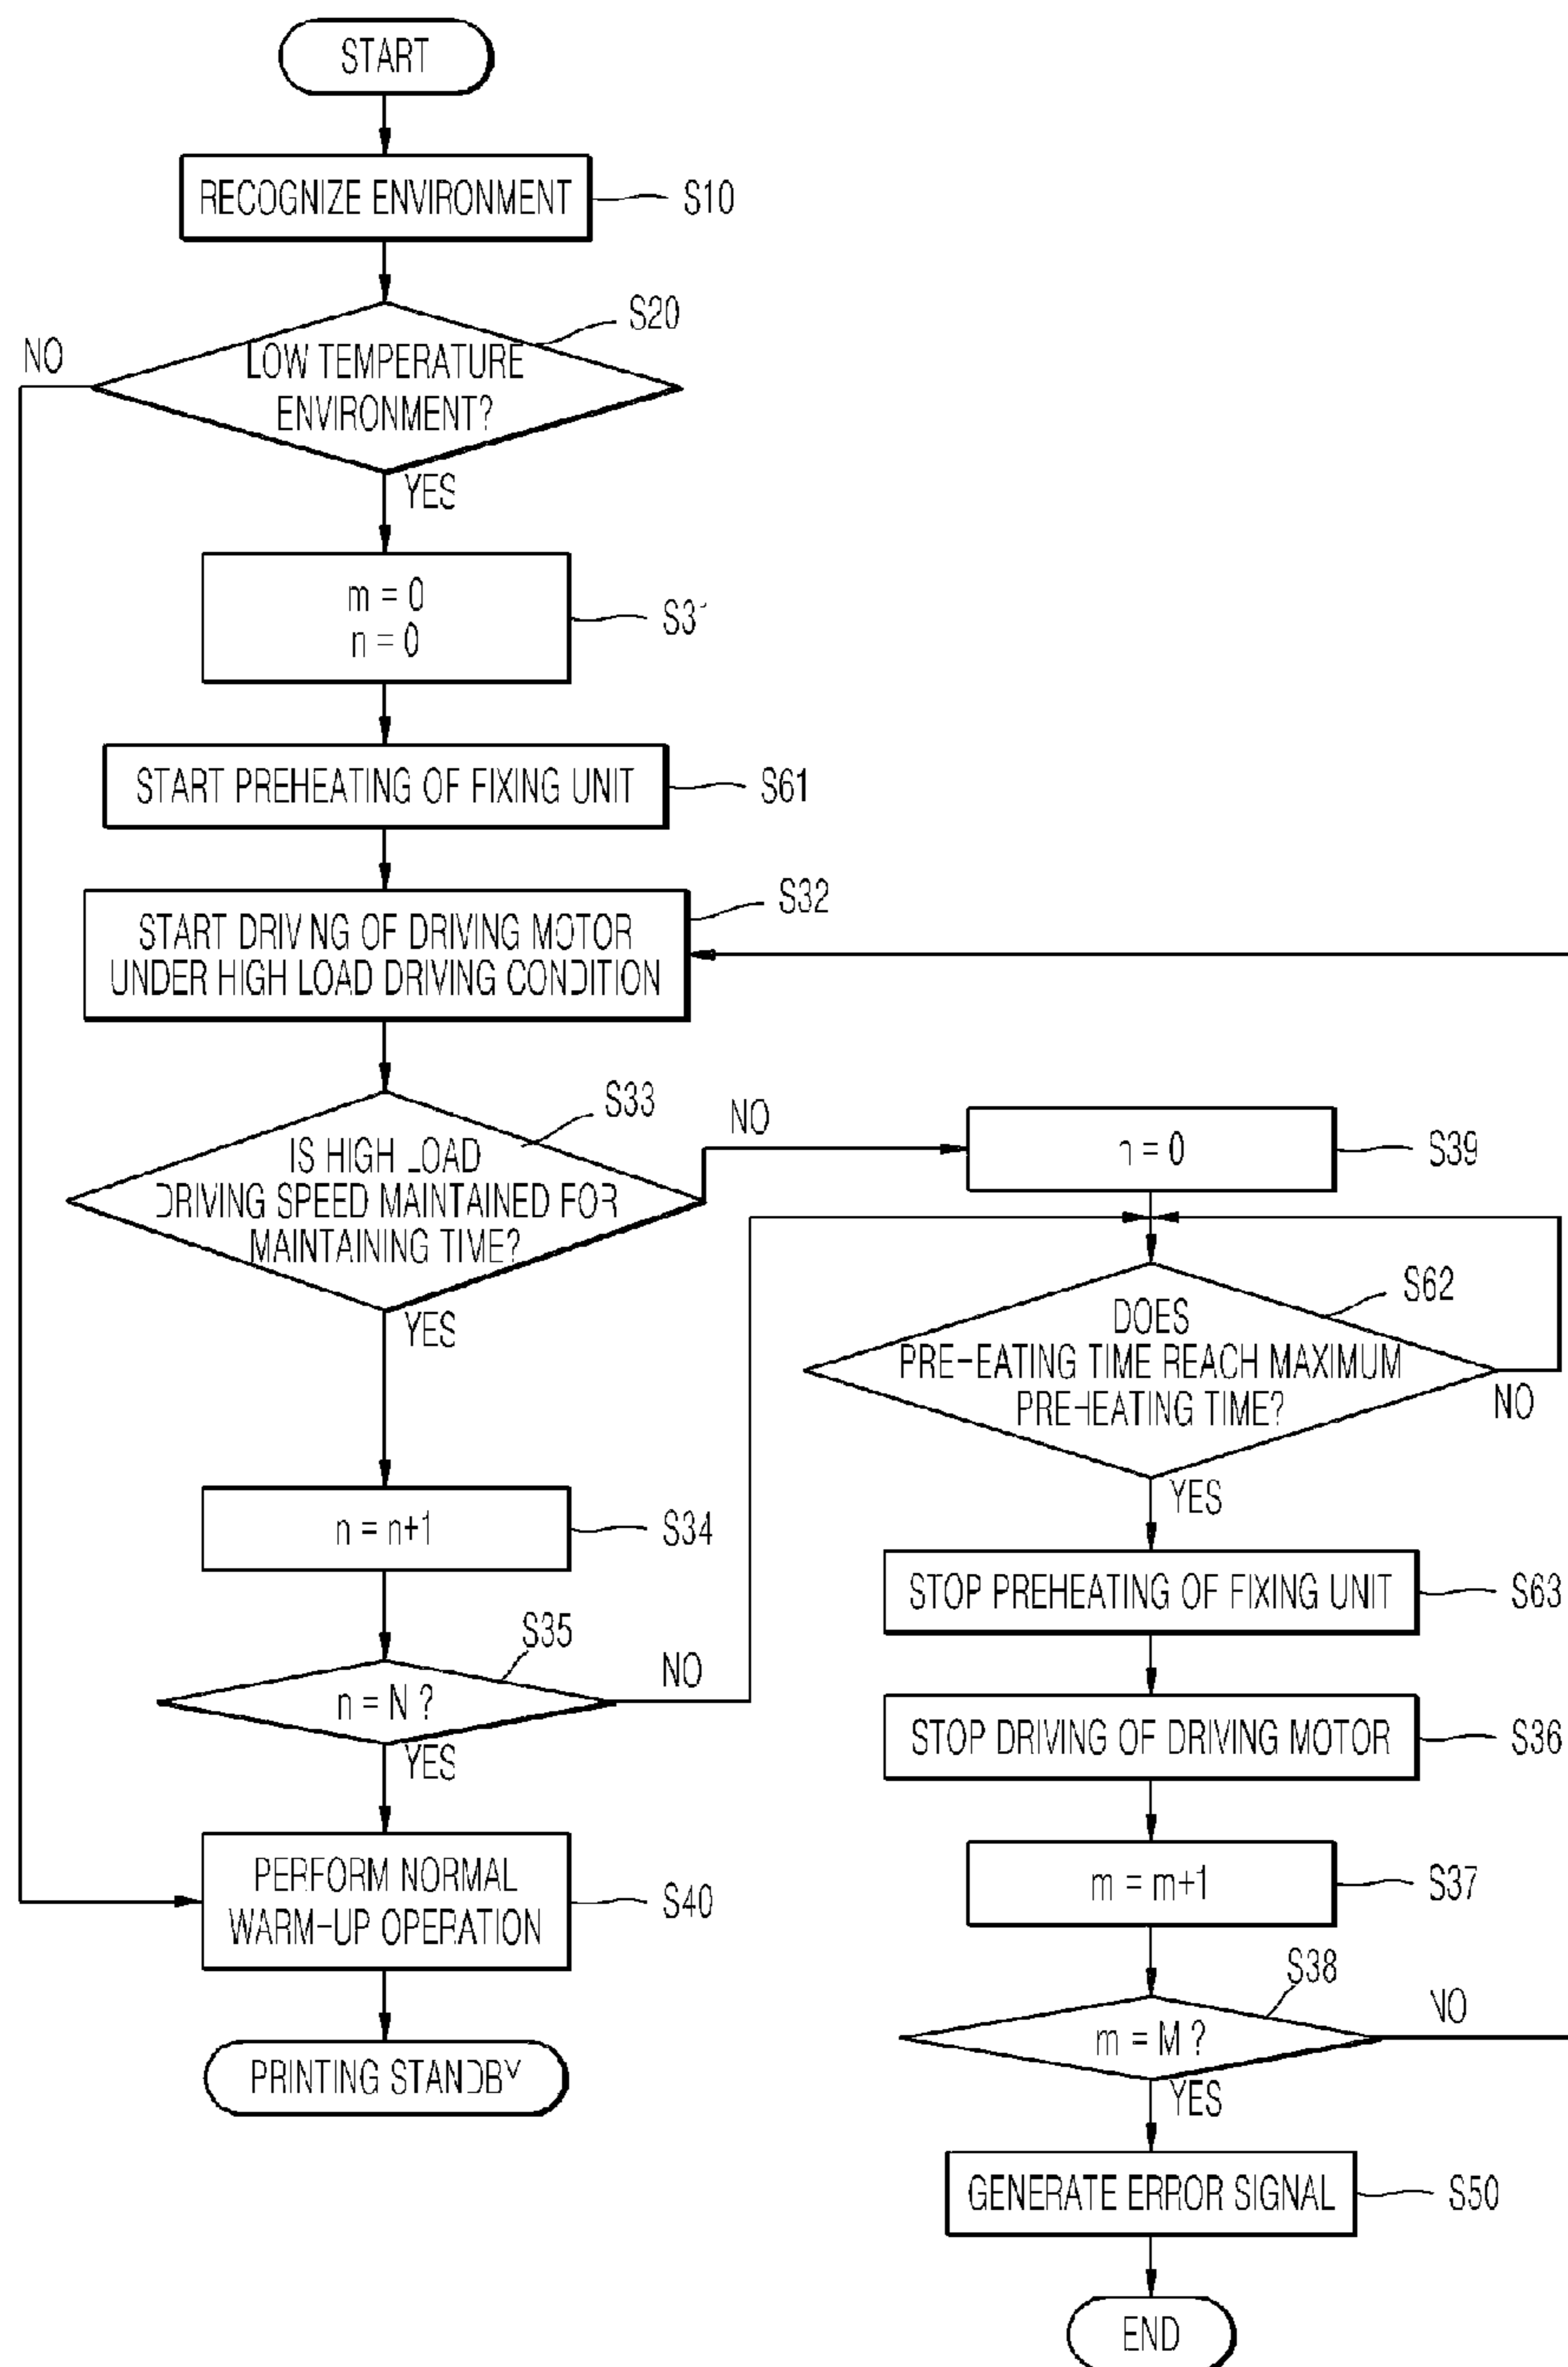 START
RECOGNIZE ENVIRONMENT
S10
S20
NO
LOW TEMPERATURE
ENVIRONMENT?
YES
m = 0
n = 0
S31
START PREHEATING OF FIXING UNIT
S61
S32
START DRIVING OF DRIVING MOTOR
UNDER HIGH LOAD DRIVING CONDITION
S33
IS HIGH LOAD
DRIVING SPEED MAINTAINED FOR
MAINTAINING TIME?
NO
YES
n = 0
S39
S62
DOES
PRE-EATING TIME REACH MAXIMUM
PREHEATING TIME?
NO
YES
n = n+1
S34
STOP PREHEATING OF FIXING UNIT
S63
S35
n = N ?
NO
YES
STOP DRIVING OF DRIVING MOTOR
S36
PERFORM NORMAL
WARM-UP OPERATION
S40
m = m+1
S37
S38
m = M ?
NO
YES
PRINTING STANDBY
GENERATE ERROR SIGNAL
S50
END